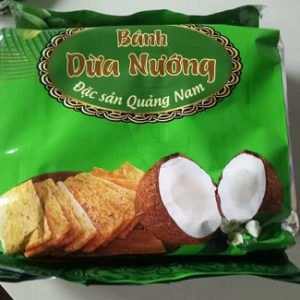 Bánh
Dừa Nướng
Đặc sản Quảng Nam